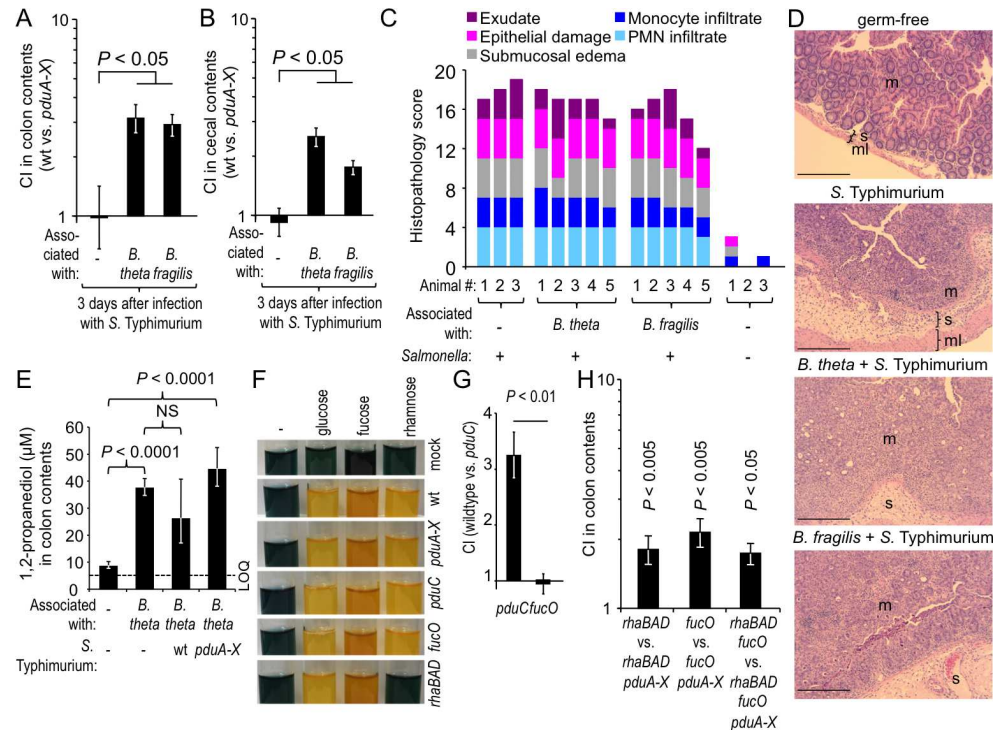 A
CI in colon contents
(wt vs. pduA-X)
10
1
P < 0.05
Asso-
ciated
with:
-
B.
theta
B.
fragilis
3 days after infection
with S. Typhimurium
B
CI in cecal contents
(wt vs. pduA-X)
10
1
P < 0.05
Asso-
ciated
with:
-
B.
theta
B.
fragilis
3 days after infection
with S. Typhimurium
C
Exudate
Epithelial damage
Submucosal edema
Monocyte infiltrate
PMN infiltrate
Histopathology score
20
16
12
8
4
0
Animal #: 1 2 3 1 2 3 4 5 1 2 3 4 5 1 2 3
Associated
with:
- B. theta B. fragilis -
Salmonella: + + + -
D
germ-free
m
s
ml
S. Typhimurium
m
s
ml
B. theta + S. Typhimurium
m
s
B. fragilis + S. Typhimurium
m
s
E
P < 0.0001
NS
P < 0.0001
1,2-propanediol (µM)
in colon contents
60
50
40
30
20
10
0
LOQ
Associated
with:
- B.
theta
B.
theta
B.
theta
S.
Typhimurium:
- - wt pduA-X
F
- glucose fucose rhamnose
mock
wt
pduA-X
pduC
fucO
rhaBAD
G
CI (wildtype vs. pduC)
4
3
2
1
P < 0.01
pduC fucO
H
CI in colon contents
10
1
P < 0.005
P < 0.005
P < 0.05
rhaBAD
vs.
rhaBAD
pduA-X
fucO
vs.
fucO
pduA-X
rhaBAD
fucO
vs.
rhaBAD
fucO
pduA-X